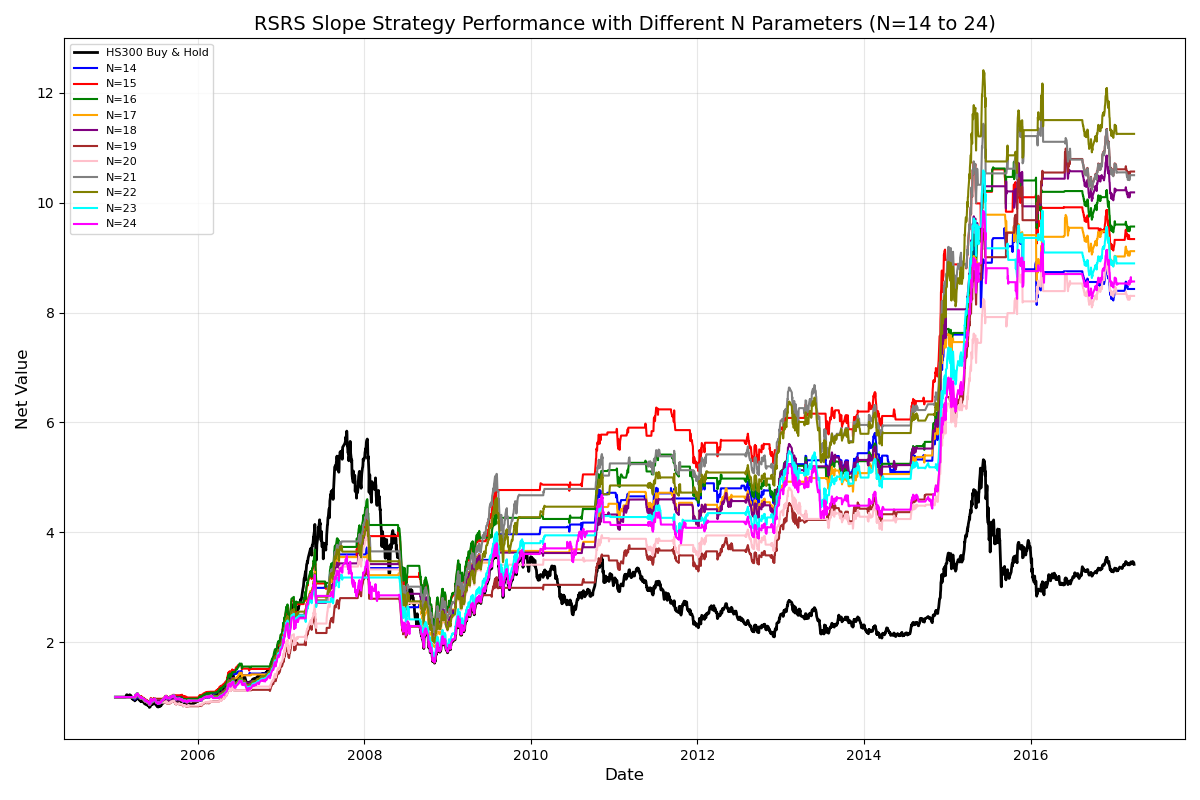 RSRS Slope Strategy Performance with Different N Parameters (N=14 to 24)
HS300 Buy & Hold
N=14
N=15
N=16
N=17
N=18
N=19
N=20
N=21
N=22
N=23
N=24
Net Value
12
10
8
6
4
2
2006 2008 2010 2012 2014 2016
Date